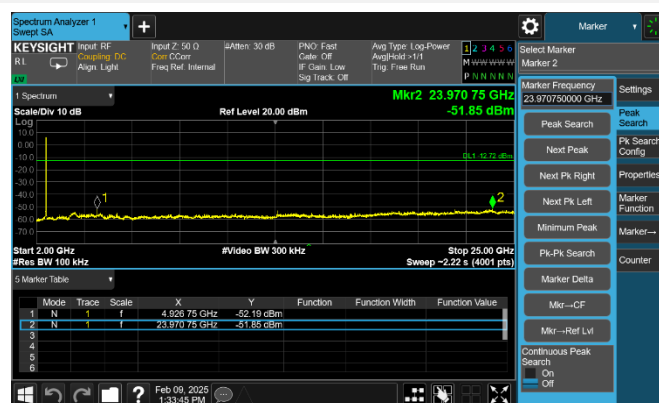 Spectrum Analyzer 1
Swept SA
Marker
KEYSIGHT
Input: RF
Input Z: 50 Ω
#Atten: 30 dB
PNO: Fast
Avg Type: Log-Power
1 2 3 4 5 6
Select Marker
RL
Coupling: DC
Corr CCorr
Gate: Off
Avg|Hold:>1/1
M W W W W W
Marker 2
Align: Light
Freq Ref: Internal
IF Gain: Low
Trig: Free Run
Sig Track: Off
P N N N N N
Marker Frequency
Settings
1 Spectrum
Mkr2 23.970 75 GHz
23.970750000 GHz
Scale/Div 10 dB
Ref Level 20.00 dBm
-51.85 dBm
Peak Search
Peak
Search
Log
10.0
0.00
-10.0
-20.0
-30.0
-40.0
-50.0
-60.0
-70.0
DL1 -12.72 dBm
1
2
Next Peak
Pk Search
Config
Next Pk Right
Properties
Next Pk Left
Marker
Function
Minimum Peak
Marker→
Start 2.00 GHz
#Video BW 300 kHz
Stop 25.00 GHz
Pk-Pk Search
#Res BW 100 kHz
Sweep ~2.22 s (4001 pts)
Counter
5 Marker Table
Marker Delta
Mode Trace Scale X Y Function Function Width Function Value
1 N 1 f 4.926 75 GHz -52.19 dBm
2 N 1 f 23.970 75 GHz -51.85 dBm
3
4
5
6
Mkr→CF
Mkr→Ref Lvl
Continuous Peak
Search
On
Off
?
Feb 09, 2025
1:33:45 PM